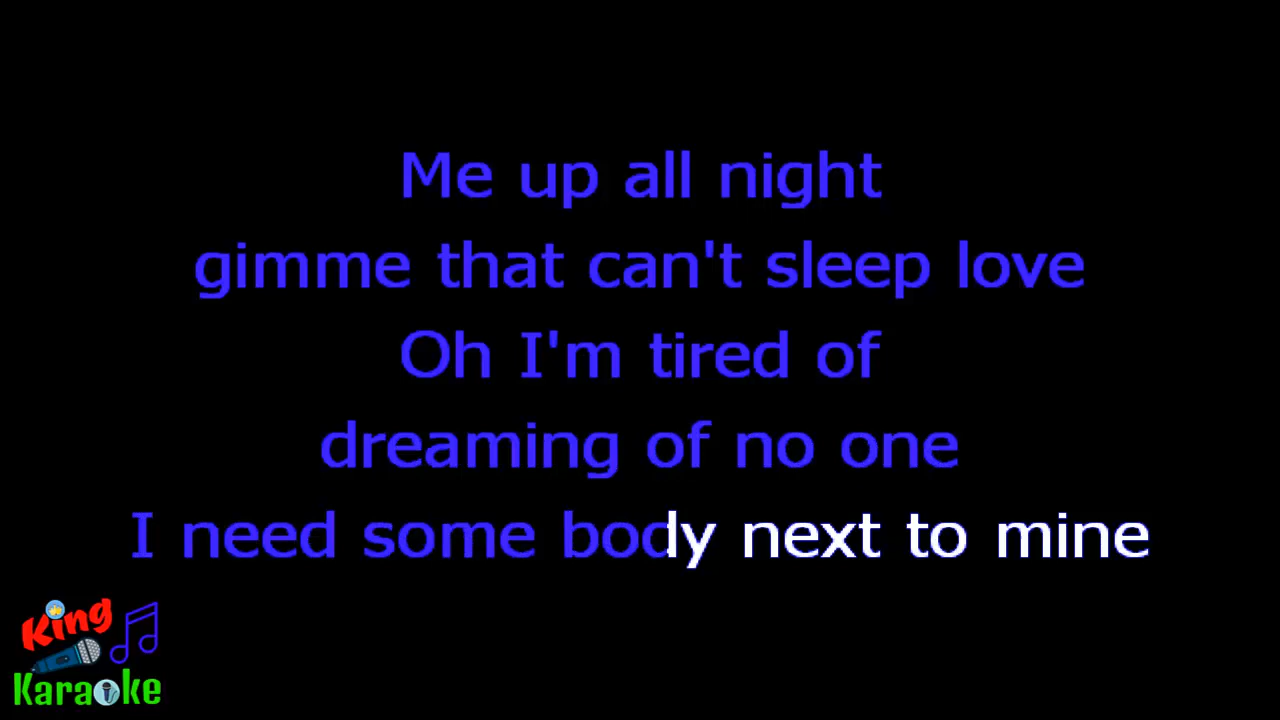 Me up all night
gimme that can't sleep love
Oh I'm tired of
dreaming of no one
I need some body next to mine
King
Karaoke